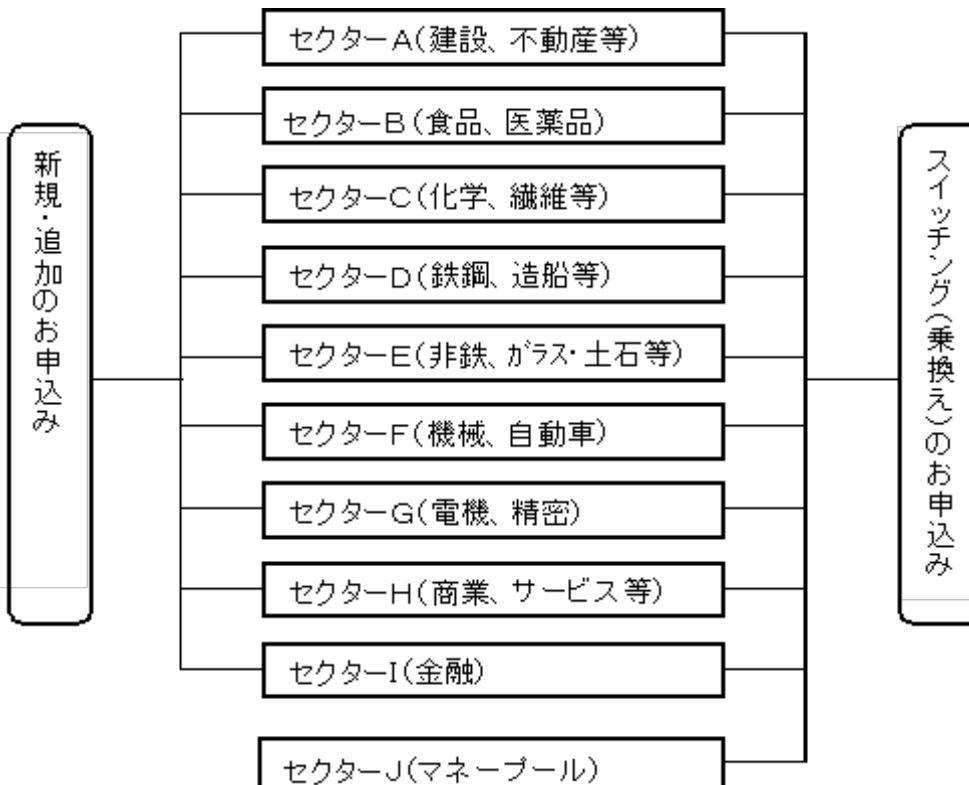 新規・追加のお申込み
セクターA(建設、不動産等)
セクターB(食品、医薬品)
セクターC(化学、繊維等)
セクターD(鉄鋼、造船等)
セクターE(非鉄、ガラス・土石等)
セクターF(機械、自動車)
セクターG(電機、精密)
セクターH(商業、サービス等)
セクターI(金融)
セクターJ(マネープール)
スイッチング(乗換え)のお申込み